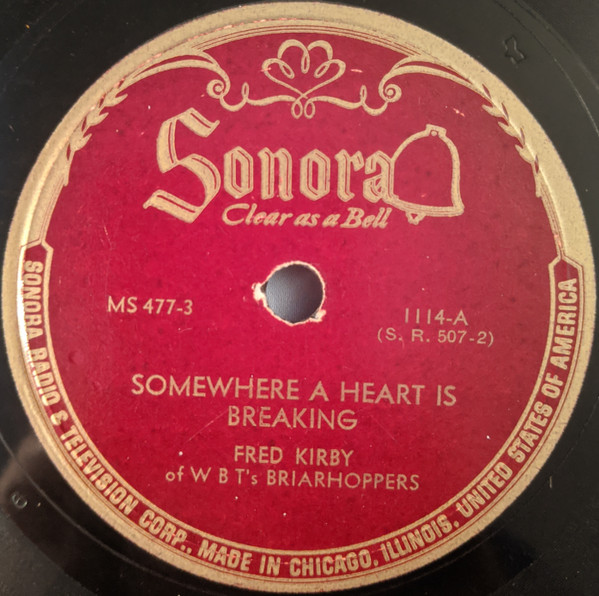 Sonora
Clear as a Bell
MS 477-3
1114-A
(S. R. 507-2)
SOMEWHERE A HEART IS
BREAKING
FRED KIRBY
of W B T's BRIARHOPPERS
SONORA RADIO & TELEVISION CORP., MADE IN CHICAGO, ILLINOIS, UNITED STATES OF AMERICA